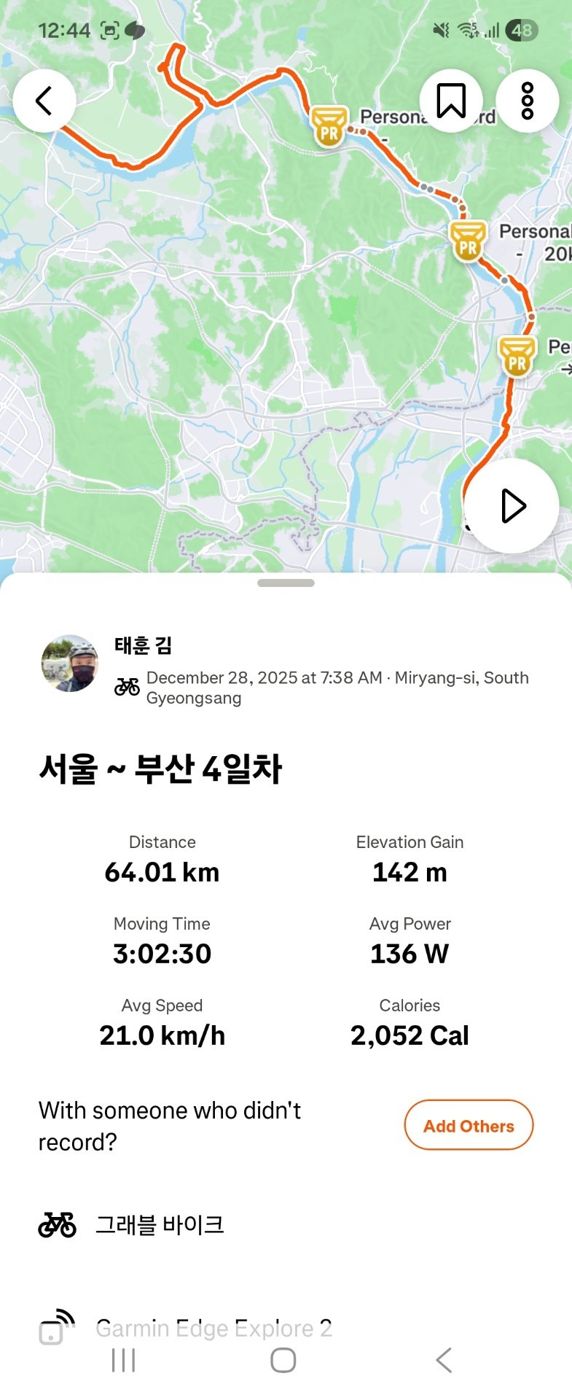 12:44
48
Persona rd
-
PR
Personal
- 20k
PR
Pe
PR
태훈 김
December 28, 2025 at 7:38 AM · Miryang-si, South
Gyeongsang
서울 ~ 부산 4일차
Distance
Elevation Gain
64.01 km
142 m
Moving Time
Avg Power
3:02:30
136 W
Avg Speed
Calories
21.0 km/h
2,052 Cal
With someone who didn't
record?
Add Others
그래블 바이크
Garmin Edge Explore 2